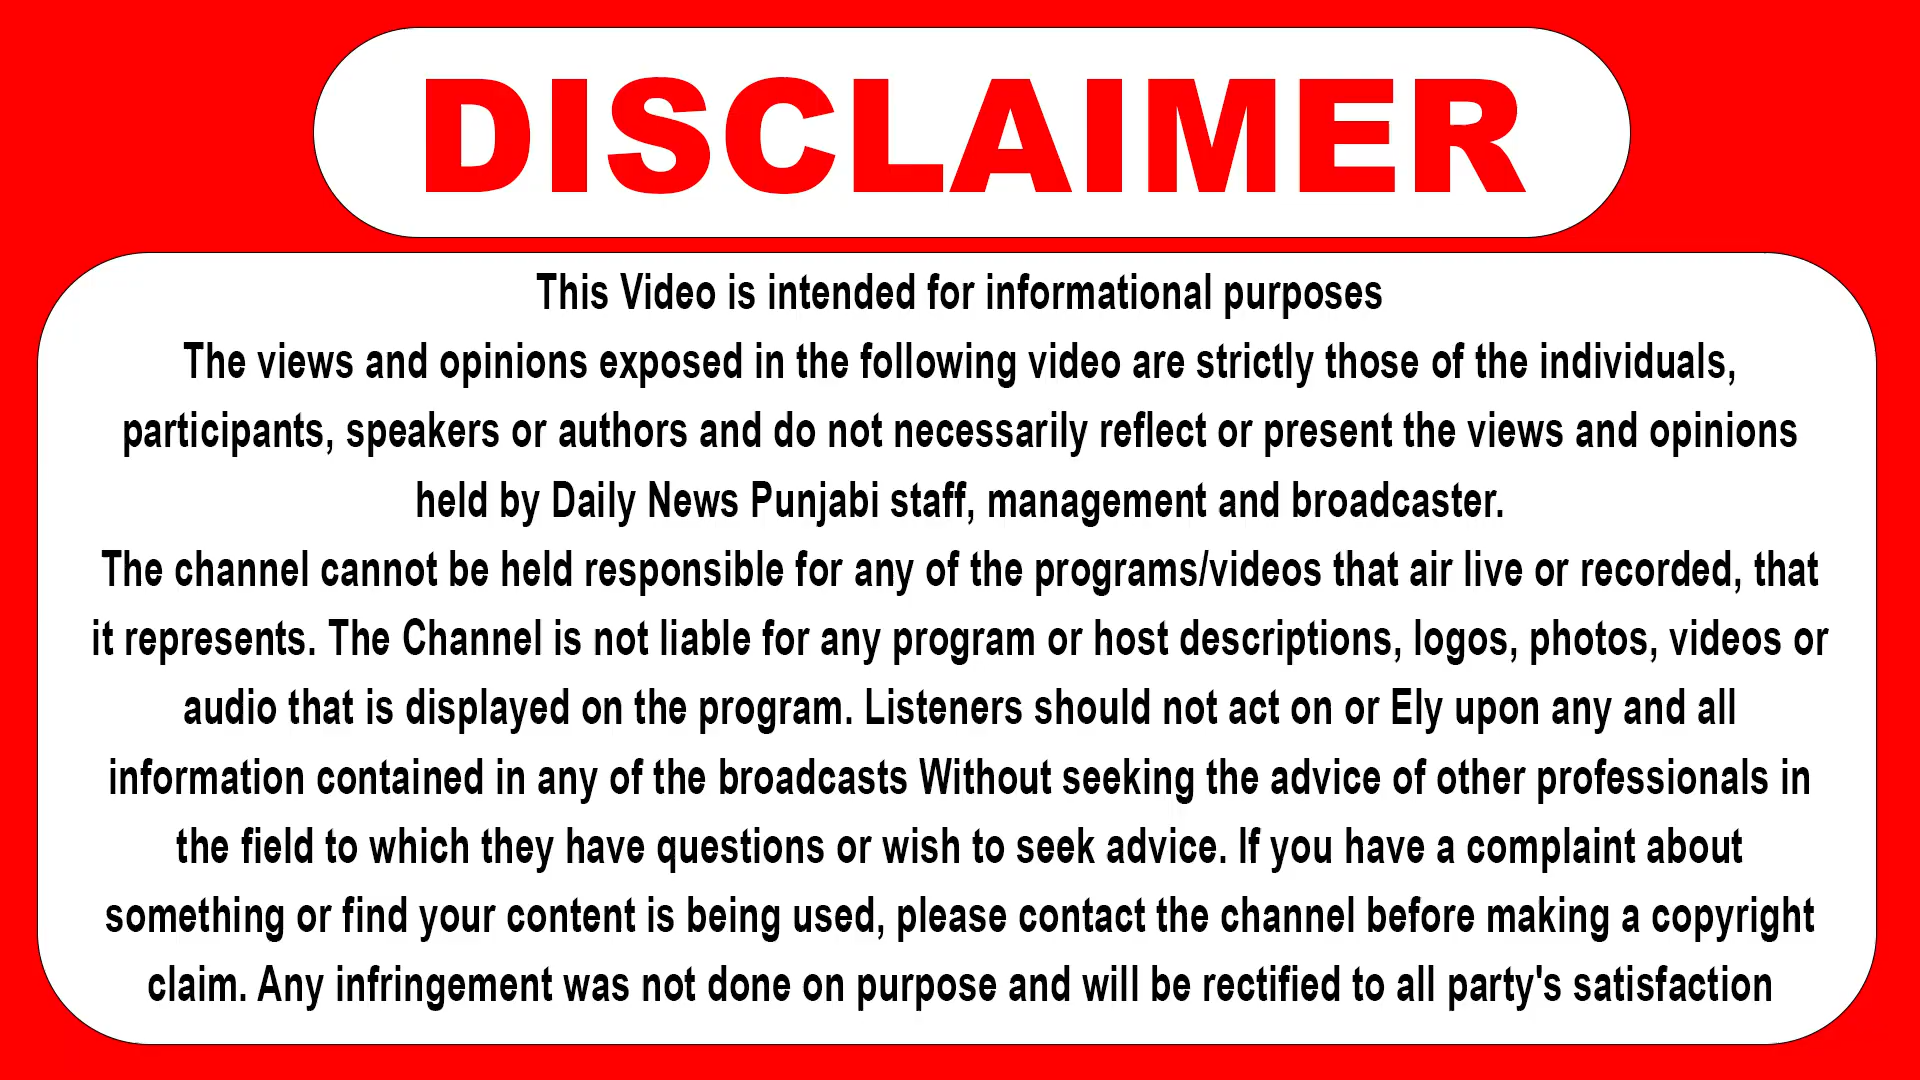 DISCLAIMER
This Video is intended for informational purposes
The views and opinions exposed in the following video are strictly those of the individuals,
participants, speakers or authors and do not necessarily reflect or present the views and opinions
held by Daily News Punjabi staff, management and broadcaster.
The channel cannot be held responsible for any of the programs/videos that air live or recorded, that
it represents. The Channel is not liable for any program or host descriptions, logos, photos, videos or
audio that is displayed on the program. Listeners should not act on or Ely upon any and all
information contained in any of the broadcasts Without seeking the advice of other professionals in
the field to which they have questions or wish to seek advice. If you have a complaint about
something or find your content is being used, please contact the channel before making a copyright
claim. Any infringement was not done on purpose and will be rectified to all party's satisfaction